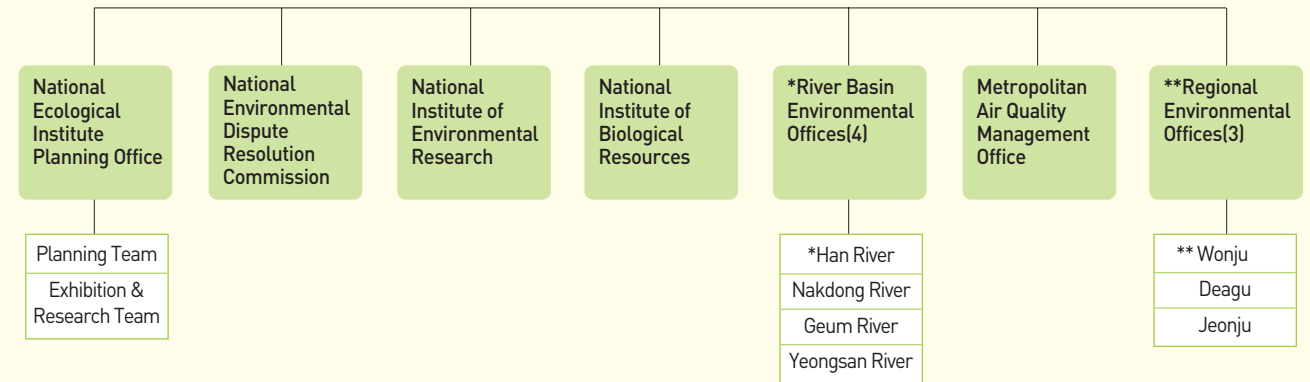 National
Ecological
Institute
Planning Office
National
Environmental
Dispute
Resolution
Commission
National
Institute of
Environmental
Research
National
Institute of
Biological
Resources
*River Basin
Environmental
Offices(4)
Metropolitan
Air Quality
Management
Office
**Regional
Environmental
Offices(3)
Planning Team
Exhibition &
Research Team
*Han River
Nakdong River
Geum River
Yeongsan River
** Wonju
Deagu
Jeonju